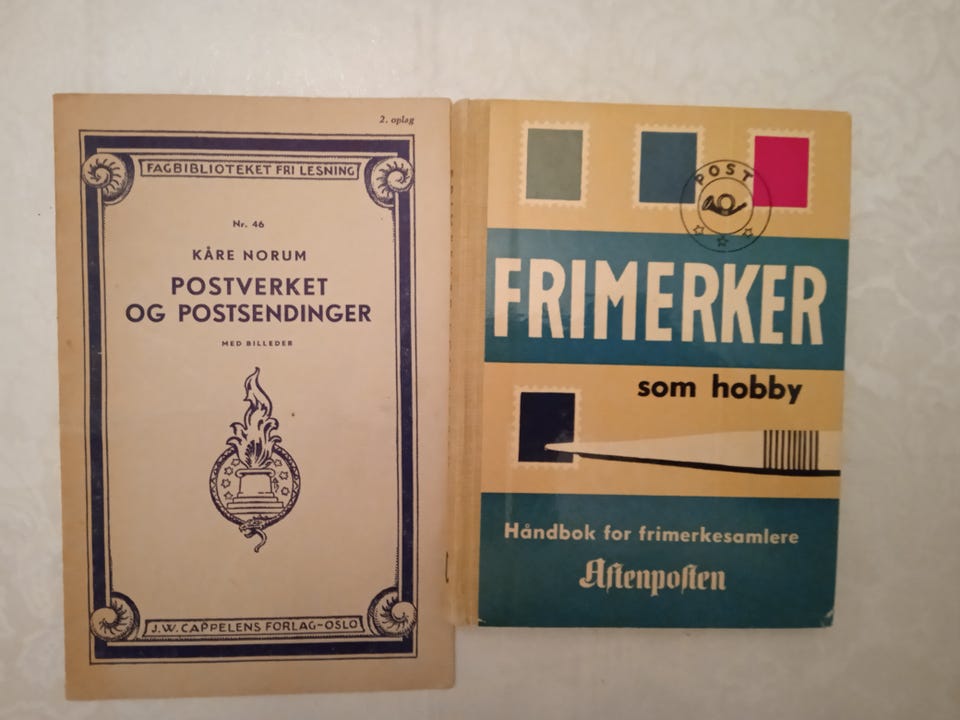 2. oplag
FAGBIBLIOTEKET FRI LESNING
Nr. 46
KÅRE NORUM
POSTVERKET
OG POSTSENDINGER
MED BILLEDER
J.W. CAPPELENS FORLAG-OSLO
POST
FRIMERKER
som hobby
Håndbok for frimerkesamlere
Aftenposten